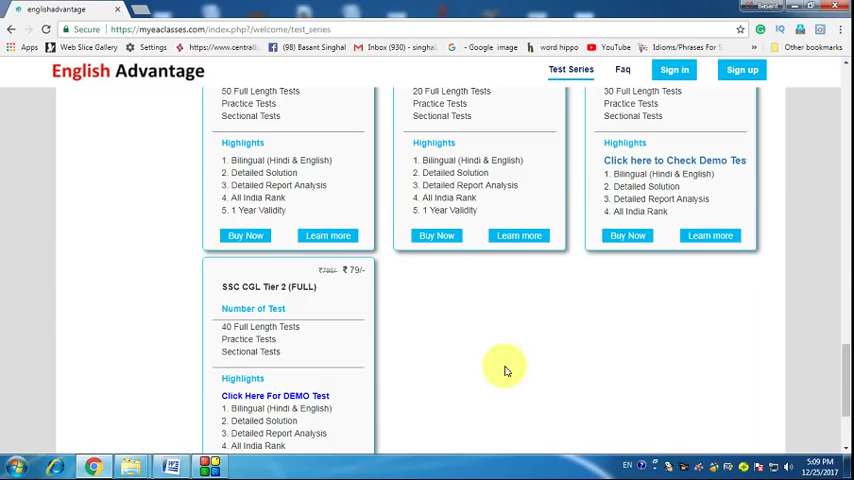 englishadvantage
Basant
Secure
https://myeaclasses.com/index.php?/welcome/test_series
Apps
Web Slice Gallery
Settings
https://www.centralb
(98) Basant Singhal
Inbox (930) - singha
Google image
word hippo
YouTube
Idioms/Phrases For S
Other bookmarks
English Advantage
Test Series
Faq
Sign in
Sign up
50 Full Length Tests
Practice Tests
Sectional Tests
Highlights
1. Bilingual (Hindi & English)
2. Detailed Solution
3. Detailed Report Analysis
4. All India Rank
5. 1 Year Validity
Buy Now
Learn more
20 Full Length Tests
Practice Tests
Sectional Tests
Highlights
1. Bilingual (Hindi & English)
2. Detailed Solution
3. Detailed Report Analysis
4. All India Rank
5. 1 Year Validity
Buy Now
Learn more
30 Full Length Tests
Practice Tests
Sectional Tests
Highlights
Click here to Check Demo Tes
1. Bilingual (Hindi & English)
2. Detailed Solution
3. Detailed Report Analysis
4. All India Rank
Buy Now
Learn more
₹ 79/-
SSC CGL Tier 2 (FULL)
Number of Test
40 Full Length Tests
Practice Tests
Sectional Tests
Highlights
Click Here For DEMO Test
1. Bilingual (Hindi & English)
2. Detailed Solution
3. Detailed Report Analysis
4. All India Rank
EN
5:09 PM
12/25/2017